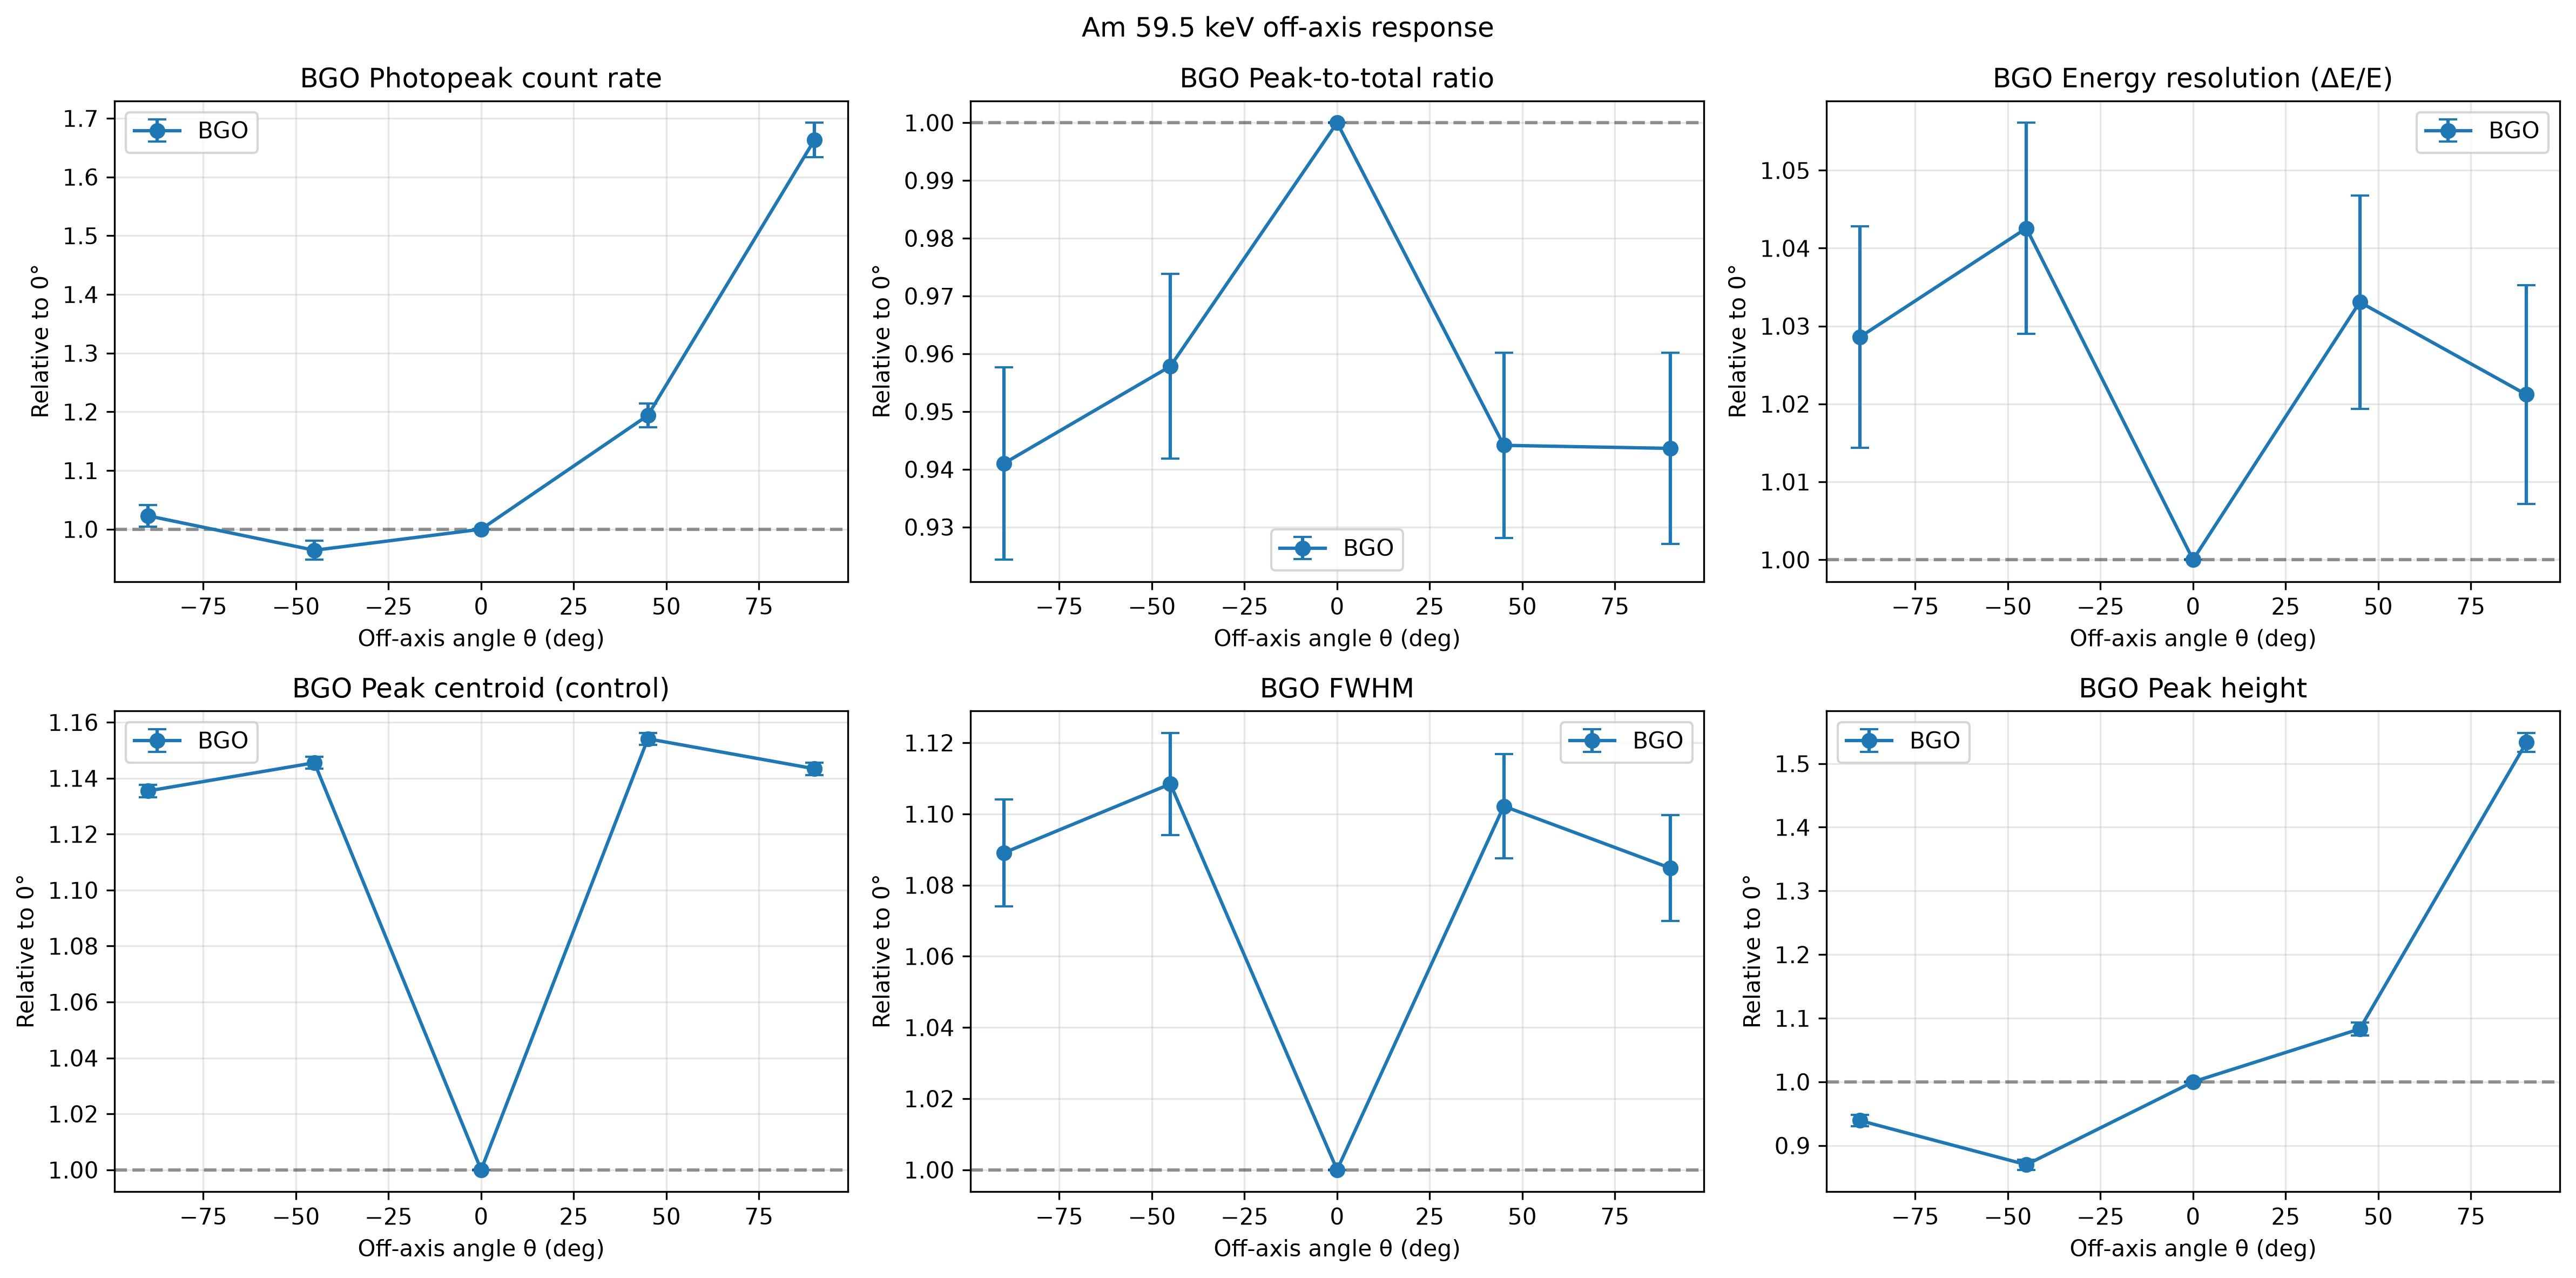 Am 59.5 keV off-axis response
BGO Photopeak count rate
BGO
1.7
1.6
1.5
1.4
1.3
1.2
1.1
1.0
Relative to 0°
−75 −50 −25 0 25 50 75
Off-axis angle θ (deg)
BGO Peak-to-total ratio
1.00
0.99
0.98
0.97
0.96
0.95
0.94
0.93
Relative to 0°
BGO
−75 −50 −25 0 25 50 75
Off-axis angle θ (deg)
BGO Energy resolution (ΔE/E)
BGO
1.05
1.04
1.03
1.02
1.01
1.00
Relative to 0°
−75 −50 −25 0 25 50 75
Off-axis angle θ (deg)
BGO Peak centroid (control)
BGO
1.16
1.14
1.12
1.10
1.08
1.06
1.04
1.02
1.00
Relative to 0°
−75 −50 −25 0 25 50 75
Off-axis angle θ (deg)
BGO FWHM
BGO
1.12
1.10
1.08
1.06
1.04
1.02
1.00
Relative to 0°
−75 −50 −25 0 25 50 75
Off-axis angle θ (deg)
BGO Peak height
BGO
1.5
1.4
1.3
1.2
1.1
1.0
0.9
Relative to 0°
−75 −50 −25 0 25 50 75
Off-axis angle θ (deg)